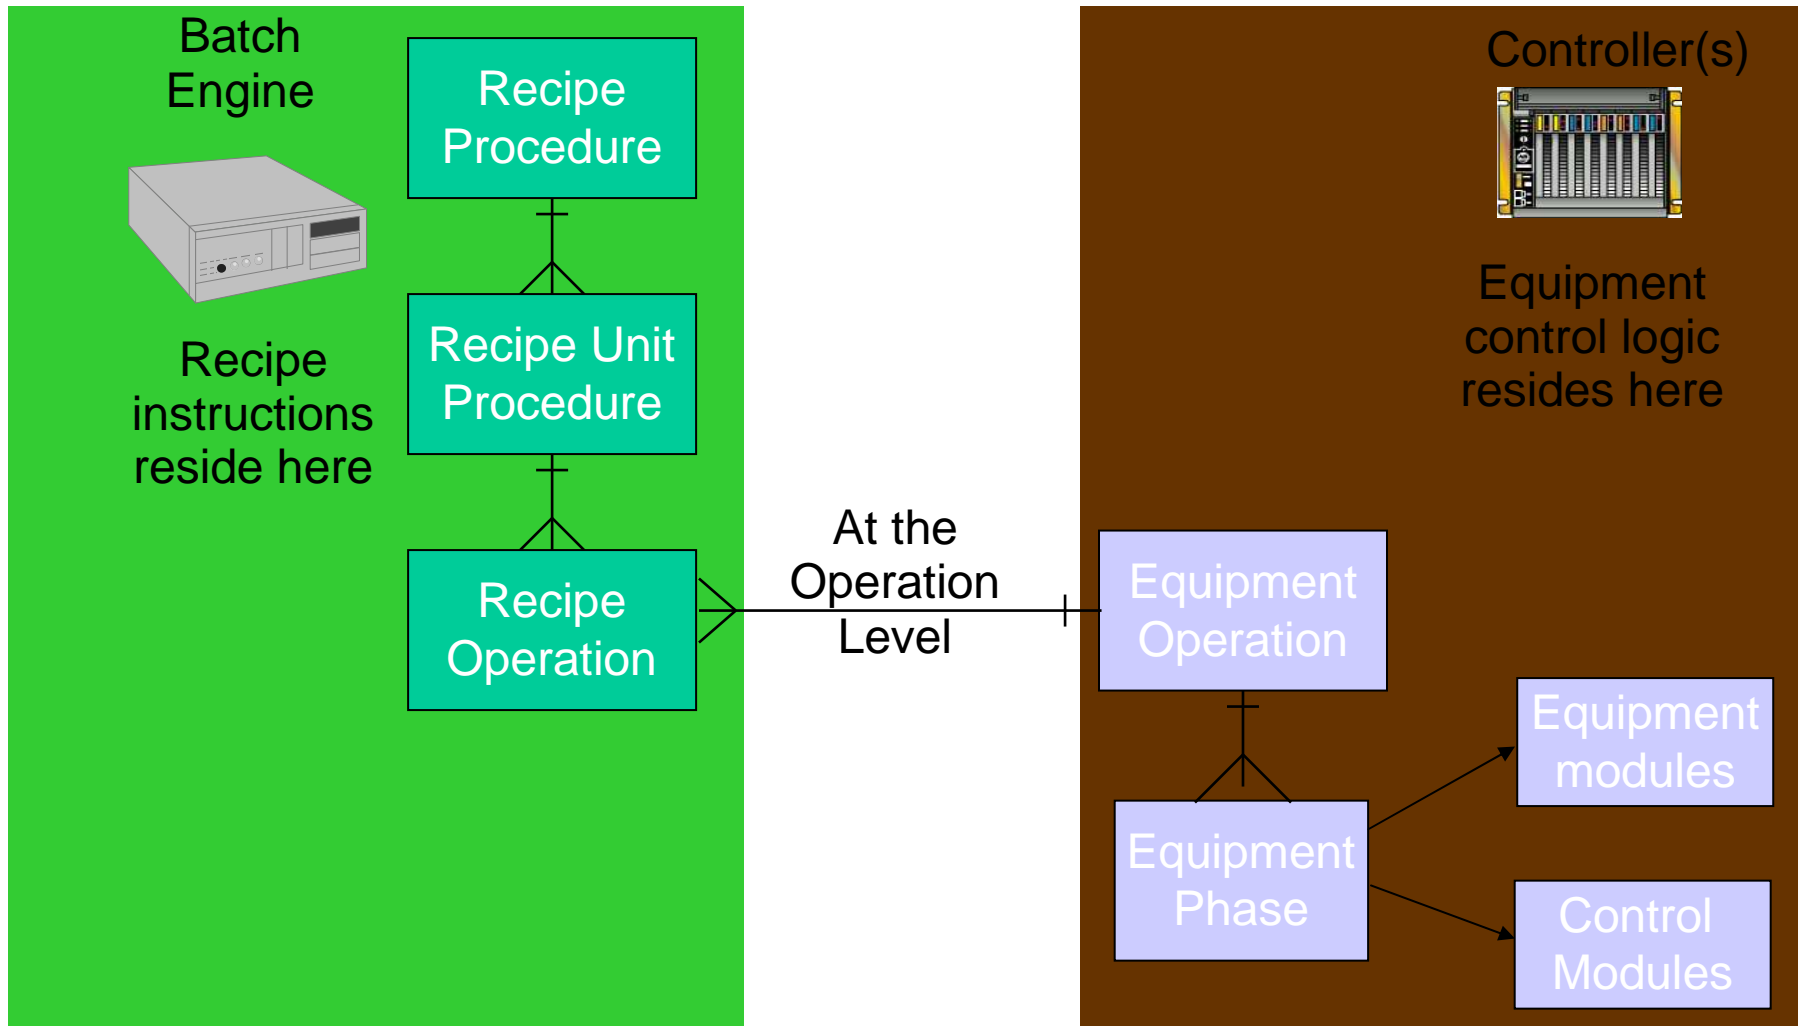 Batch
Engine
Recipe
instructions
reside here
Recipe
Procedure
Recipe Unit
Procedure
Recipe
Operation
At the
Operation
Level
Controller(s)
Equipment
control logic
resides here
Equipment
Operation
Equipment
Phase
Equipment
modules
Control
Modules